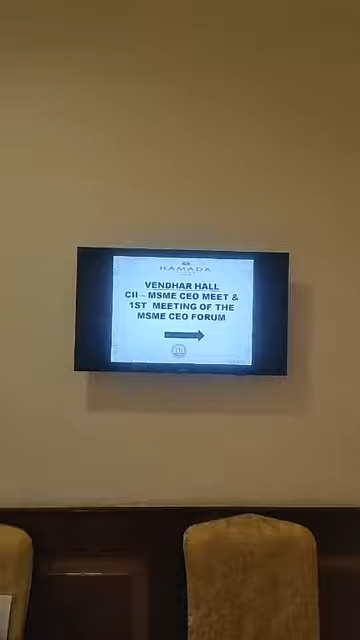 RAMADA
VENDHAR HALL
CII – MSME CEO MEET &
1ST MEETING OF THE
MSME CEO FORUM